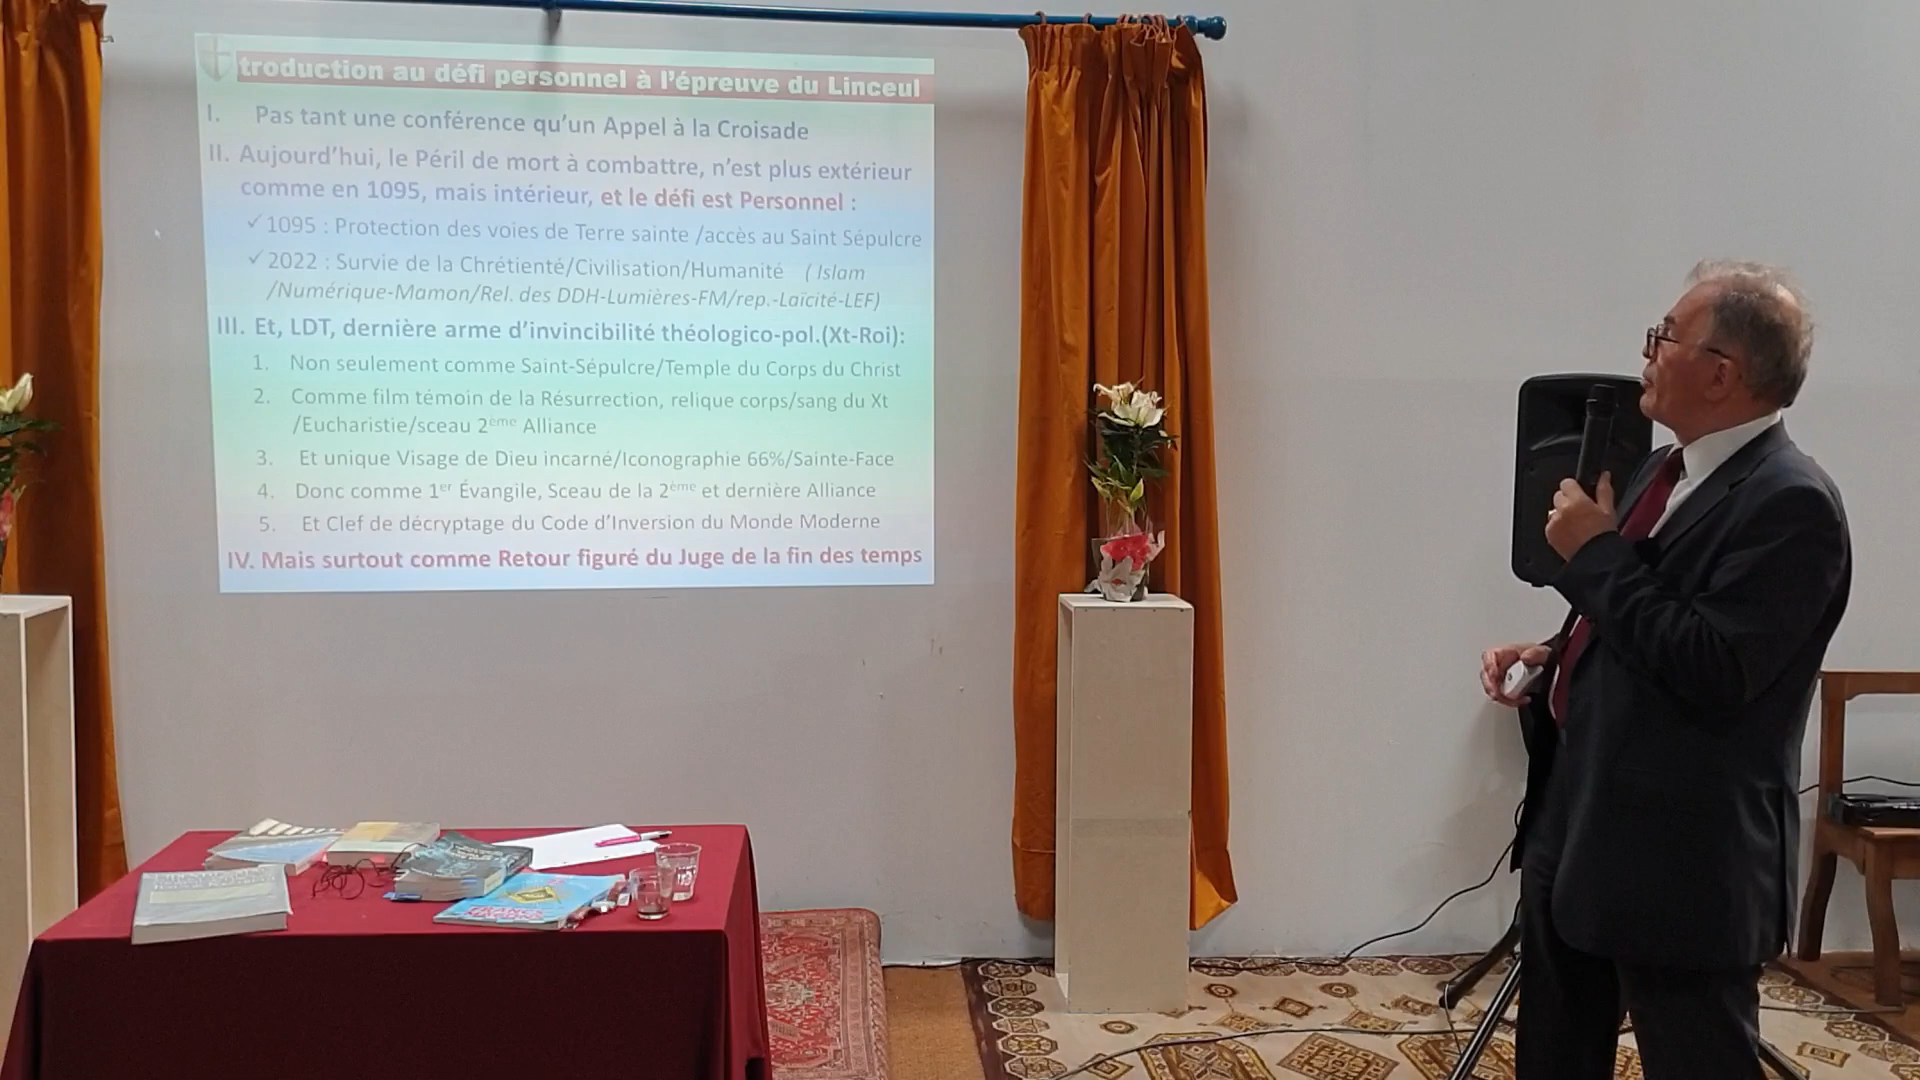 troduction au défi personnel à l'épreuve du Linceul
I. Pas tant une conférence qu'un Appel à la Croisade
II. Aujourd'hui, le Péril de mort à combattre, n'est plus extérieur
comme en 1095, mais intérieur, et le défi est Personnel :
✓ 1095 : Protection des voies de Terre sainte /accès au Saint Sépulcre
✓ 2022 : Survie de la Chrétienté/Civilisation/Humanité ( Islam
/Numérique-Mamon/Rel. des DDH-Lumières-FM/rep.-Laïcité-LEF)
III. Et, LDT, dernière arme d'invincibilité théologico-pol.(Xt-Roi):
1. Non seulement comme Saint-Sépulcre/Temple du Corps du Christ
2. Comme film témoin de la Résurrection, relique corps/sang du Xt
/Eucharistie/sceau 2ème Alliance
3. Et unique Visage de Dieu incarné/Iconographie 66%/Sainte-Face
4. Donc comme 1er Évangile, Sceau de la 2ème et dernière Alliance
5. Et Clef de décryptage du Code d'Inversion du Monde Moderne
IV. Mais surtout comme Retour figuré du Juge de la fin des temps